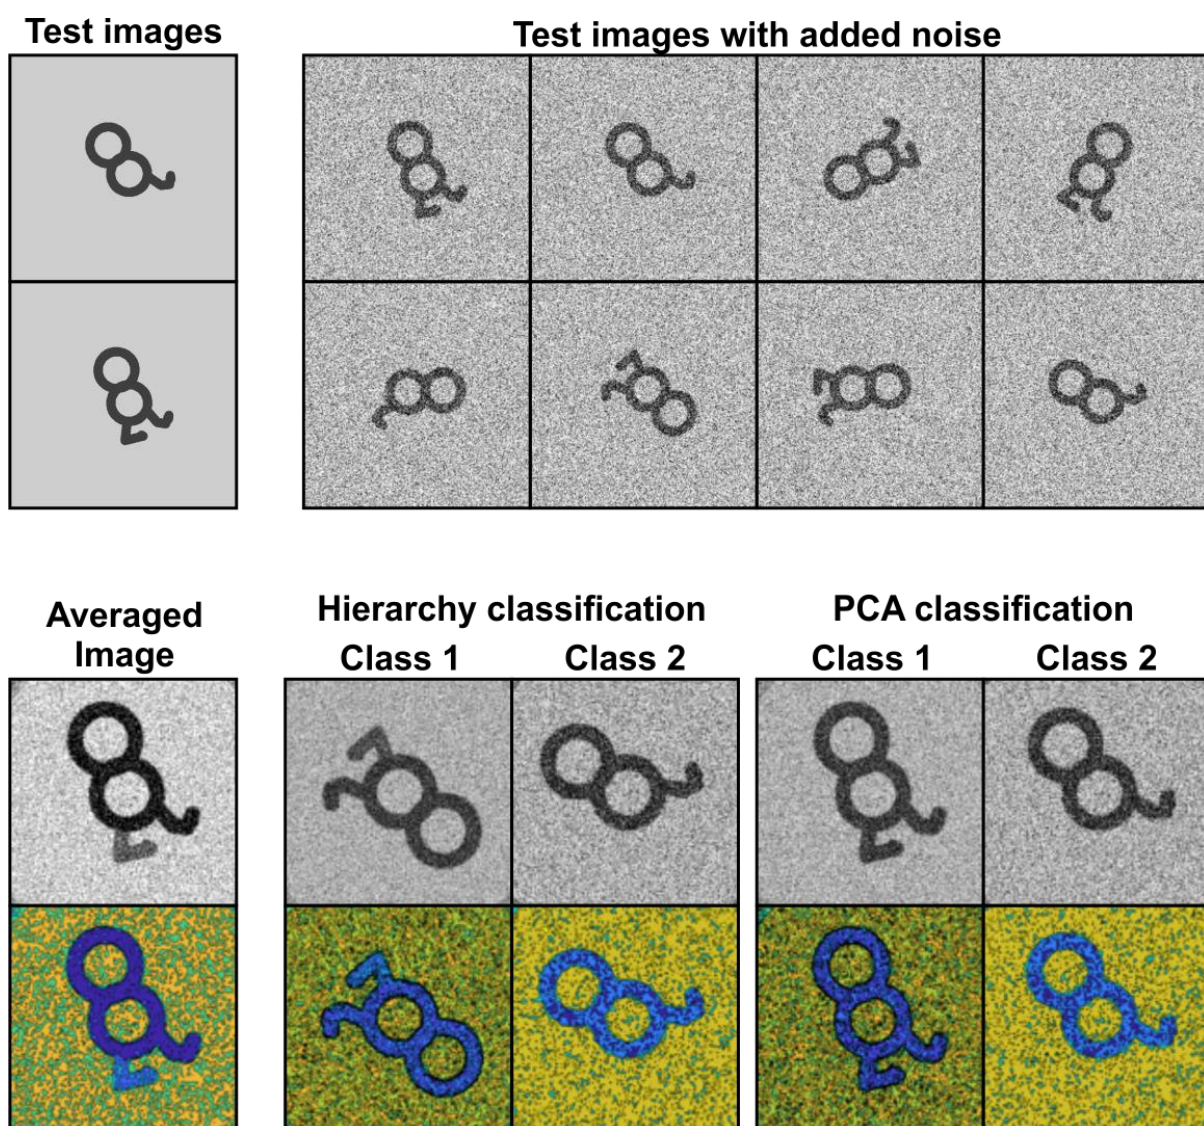 Test images
Test images with added noise
Averaged
Image
Hierarchy classification
Class 1
Class 2
PCA classification
Class 1
Class 2